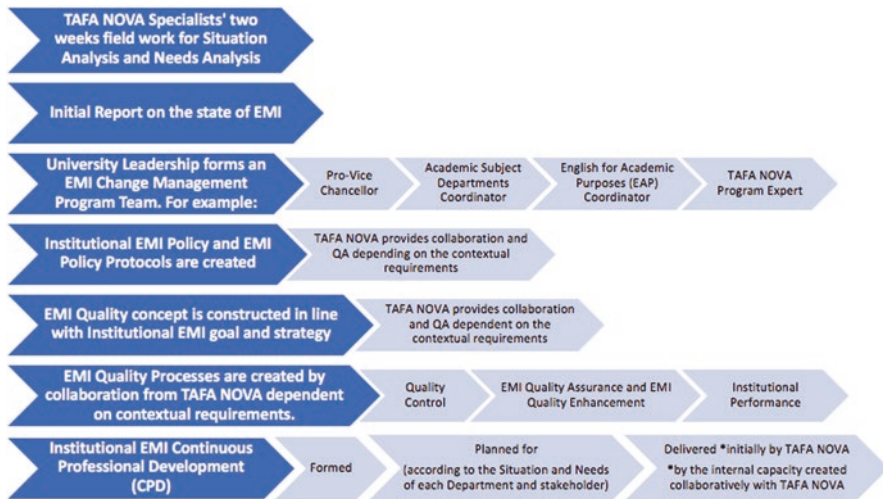 TAFA NOVA Specialists' two
weeks field work for Situation
Analysis and Needs Analysis
Initial Report on the state of EMI
University Leadership forms an
EMI Change Management
Program Team. For example:
Pro-Vice
Chancellor
Academic Subject
Departments
Coordinator
English for Academic
Purposes (EAP)
Coordinator
TAFA NOVA
Program Expert
Institutional EMI Policy and EMI
Policy Protocols are created
TAFA NOVA provides collaboration and
QA depending on the contextual
requirements
EMI Quality concept is constructed in line
with Institutional EMI goal and strategy
TAFA NOVA provides collaboration
and QA dependent on the
contextual requirements
EMI Quality Processes are created by
collaboration from TAFA NOVA dependent
on contextual requirements.
Quality
Control
EMI Quality Assurance and EMI
Quality Enhancement
Institutional
Performance
Institutional EMI Continuous
Professional Development
(CPD)
Formed
Planned for
(according to the Situation and Needs
of each Department and stakeholder)
Delivered *initially by TAFA NOVA
*by the internal capacity created
collaboratively with TAFA NOVA